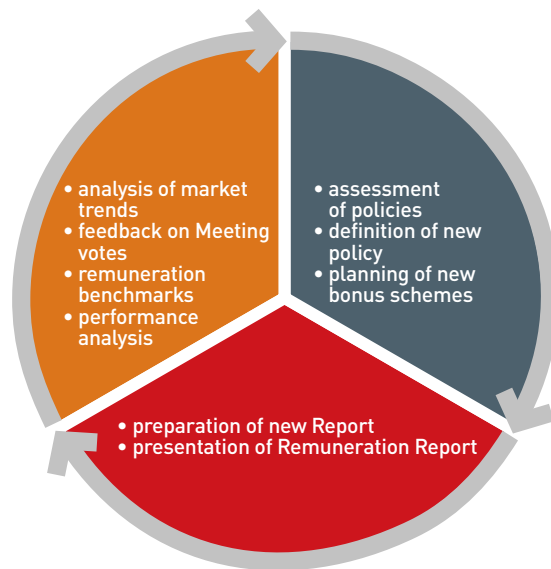 • analysis of market
trends
• feedback on Meeting
votes
• remuneration
benchmarks
• performance
analysis
• assessment
of policies
• definition of new
policy
• planning of new
bonus schemes
• preparation of new Report
• presentation of Remuneration Report